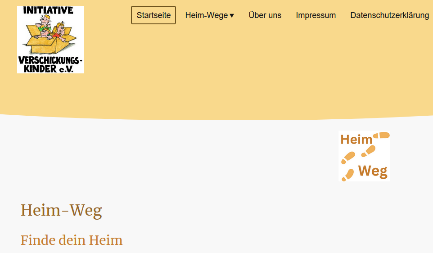 INITIATIVE
VERSCHICKUNGS-
KINDER e.V.
Startseite Heim-Wege ▾ Über uns Impressum Datenschutzerklärung
Heim
Weg
Heim-Weg
Finde dein Heim